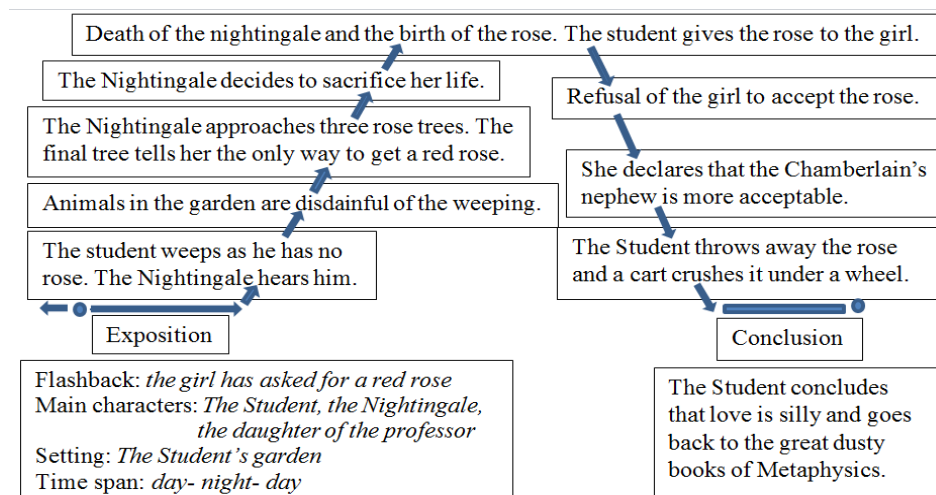 Death of the nightingale and the birth of the rose. The student gives the rose to the girl.
The Nightingale decides to sacrifice her life.
Refusal of the girl to accept the rose.
The Nightingale approaches three rose trees. The
final tree tells her the only way to get a red rose.
She declares that the Chamberlain’s
nephew is more acceptable.
Animals in the garden are disdainful of the weeping.
The student weeps as he has no
rose. The Nightingale hears him.
The Student throws away the rose
and a cart crushes it under a wheel.
Exposition
Conclusion
Flashback: the girl has asked for a red rose
Main characters: The Student, the Nightingale,
the daughter of the professor
Setting: The Student’s garden
Time span: day- night- day
The Student concludes
that love is silly and goes
back to the great dusty
books of Metaphysics.